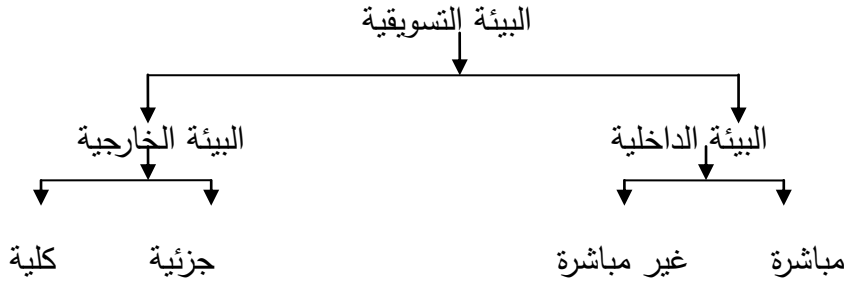 البيئة التسويقية
البيئة الداخلية البيئة الخارجية
مباشرة غير مباشرة جزئية كلية